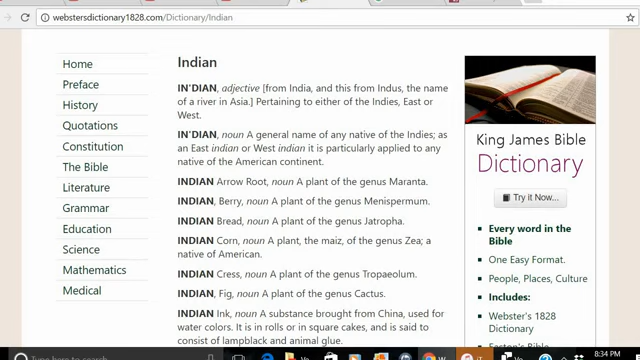 webstersdictionary1828.com/Dictionary/Indian
Home
Preface
History
Quotations
Constitution
The Bible
Literature
Grammar
Education
Science
Mathematics
Medical
Indian
IN'DIAN, adjective [from India, and this from Indus, the name
of a river in Asia.] Pertaining to either of the Indies, East or
West.
IN'DIAN, noun A general name of any native of the Indies; as
an East indian or West indian it is particularly applied to any
native of the American continent.
INDIAN Arrow Root, noun A plant of the genus Maranta.
INDIAN, Berry, noun A plant of the genus Menispermum.
INDIAN Bread, noun A plant of the genus Jatropha.
INDIAN Corn, noun A plant, the maiz, of the genus Zea; a
native of American.
INDIAN Cress, noun A plant of the genus Tropaeolum.
INDIAN, Fig, noun A plant of the genus Cactus.
INDIAN Ink, noun A substance brought from China, used for
water colors. It is in rolls or in square cakes, and is said to
consist of lampblack and animal glue.
King James Bible
Dictionary
Try it Now...
Every word in the
Bible
One Easy Format.
People, Places, Culture
Includes:
Webster's 1828
Dictionary
Easton's Bible
Type here to search
8:34 PM